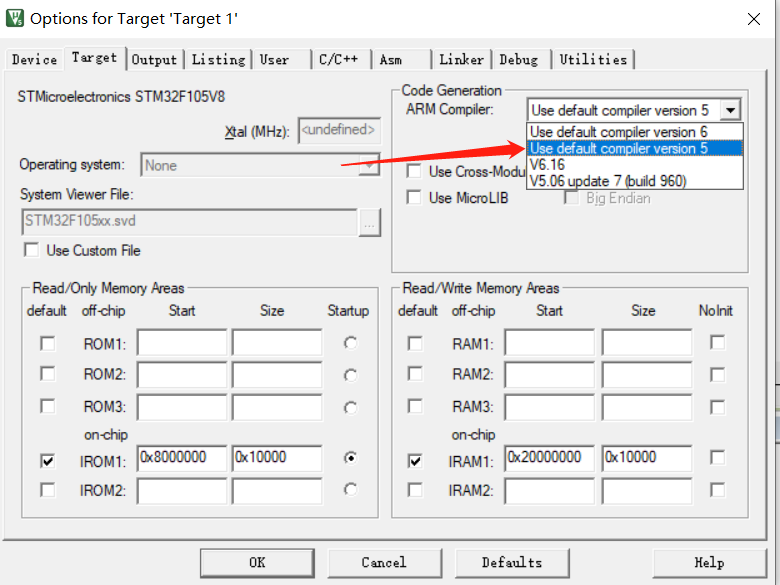 Options for Target 'Target 1'
Device Target Output Listing User C/C++ Asm Linker Debug Utilities
STMicroelectronics STM32F105V8
Xtal (MHz): <undefined>
Operating system: None
System Viewer File:
STM32F105xx.svd ...
Use Custom File
Code Generation
ARM Compiler: Use default compiler version 5
Use default compiler version 6
Use default compiler version 5
V6.16
V5.06 update 7 (build 960)
Use Cross-Modu
Use MicroLIB Big Endian
Read/Only Memory Areas
default off-chip Start Size Startup
ROM1:
ROM2:
ROM3:
on-chip
IROM1: 0x8000000 0x10000
IROM2:
Read/Write Memory Areas
default off-chip Start Size NoInit
RAM1:
RAM2:
RAM3:
on-chip
IRAM1: 0x20000000 0x10000
IRAM2:
OK Cancel Defaults Help